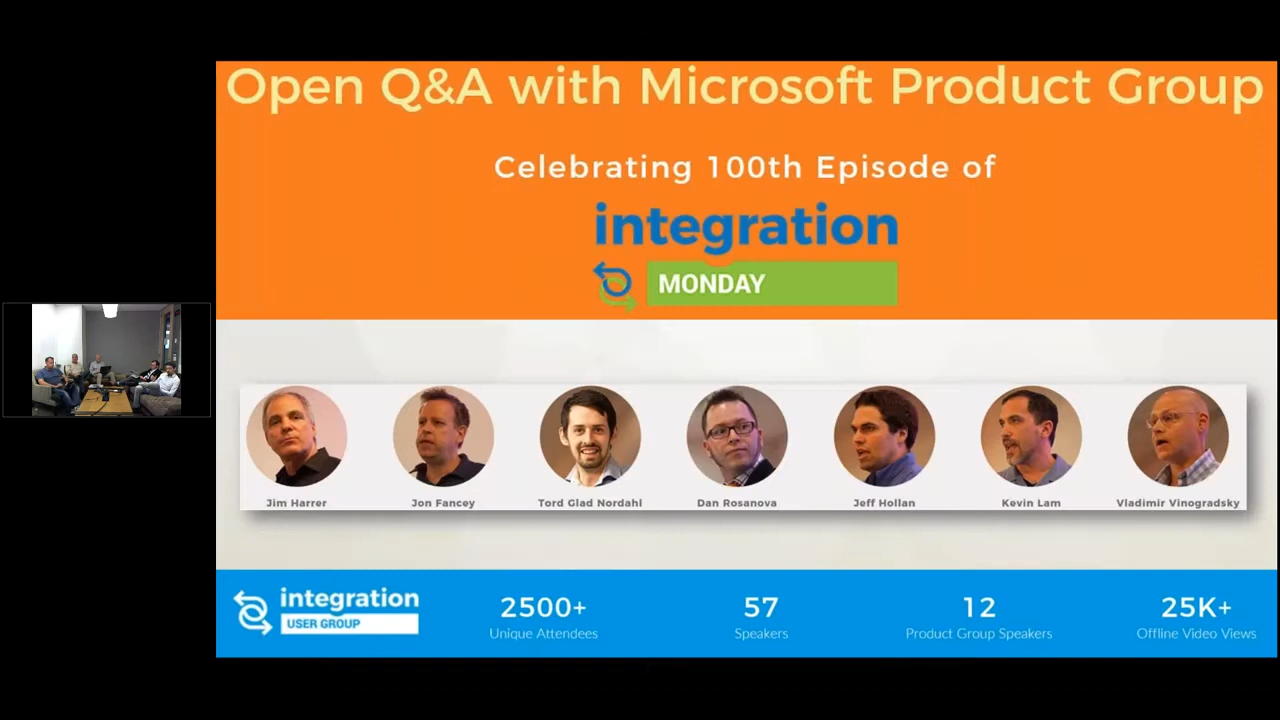 Open Q&A with Microsoft Product Group
Celebrating 100th Episode of
integration
MONDAY
Jim Harrer
Jon Fancey
Tord Glad Nordahl
Dan Rosanova
Jeff Hollan
Kevin Lam
Vladimir Vinogradsky
integration
USER GROUP
2500+
Unique Attendees
57
Speakers
12
Product Group Speakers
25K+
Offline Video Views